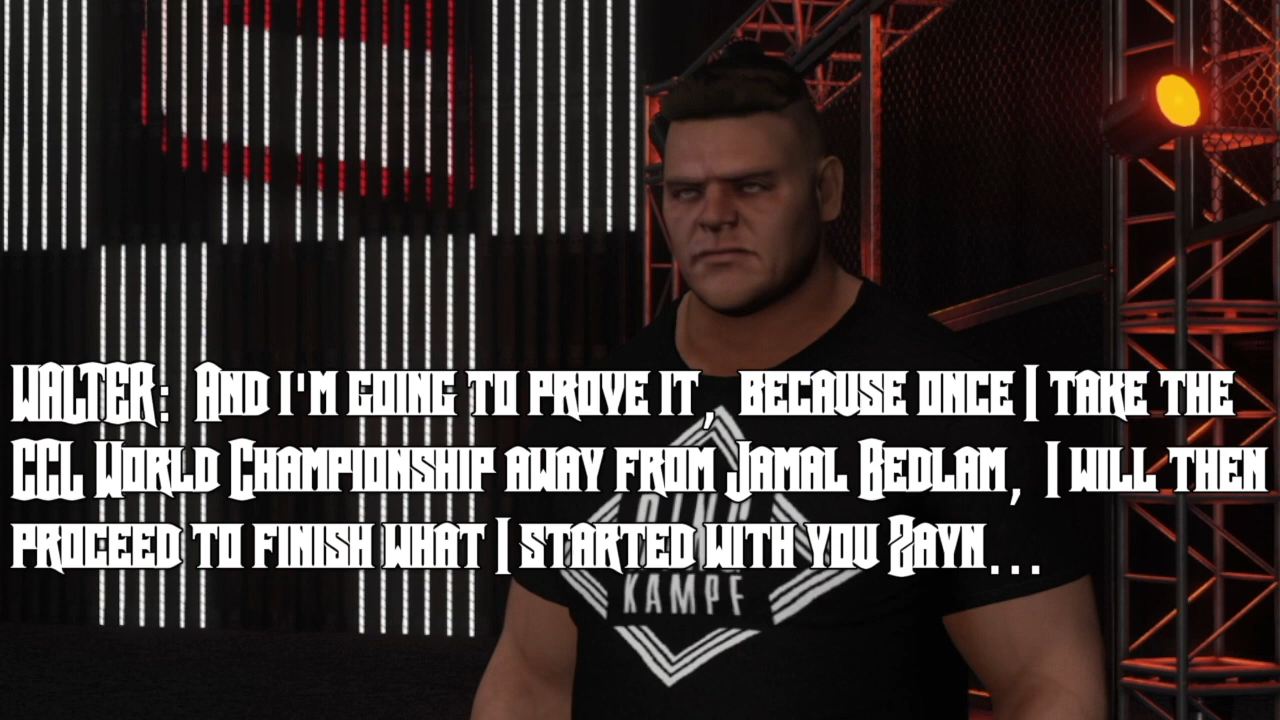 WALTER: AND I'M GOING TO PROVE IT, BECAUSE ONCE I TAKE THE
CCL WORLD CHAMPIONSHIP AWAY FROM JAMAL BEDLAM, I WILL THEN
PROCEED TO FINISH WHAT I STARTED WITH YOU ZAYN...
RING
KAMPF